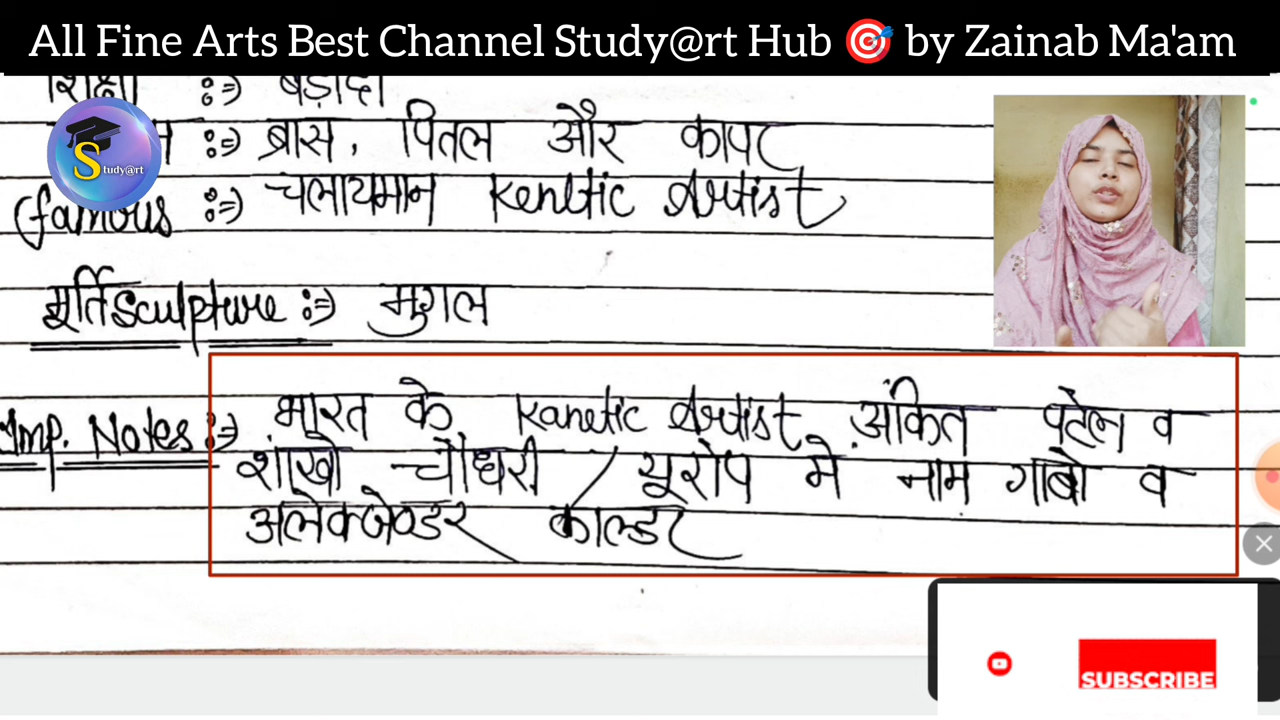 All Fine Arts Best Channel Study@rt Hub 🎯 by Zainab Ma'am
शिक्षा :⇒ बड़ौदा
:⇒ ब्रास, पितल और कापर
famous :⇒ चलायमान Kenetic Artist
मूर्तिSculpture :⇒ मुगल
Imp. Notes :⇒ भारत के Kanetic Artist अंकित पटेल व
शंखो चौधरी / यूरोप मे नाम गाबो व
अलेक्जेण्डर काल्डर
Study@rt
SUBSCRIBE